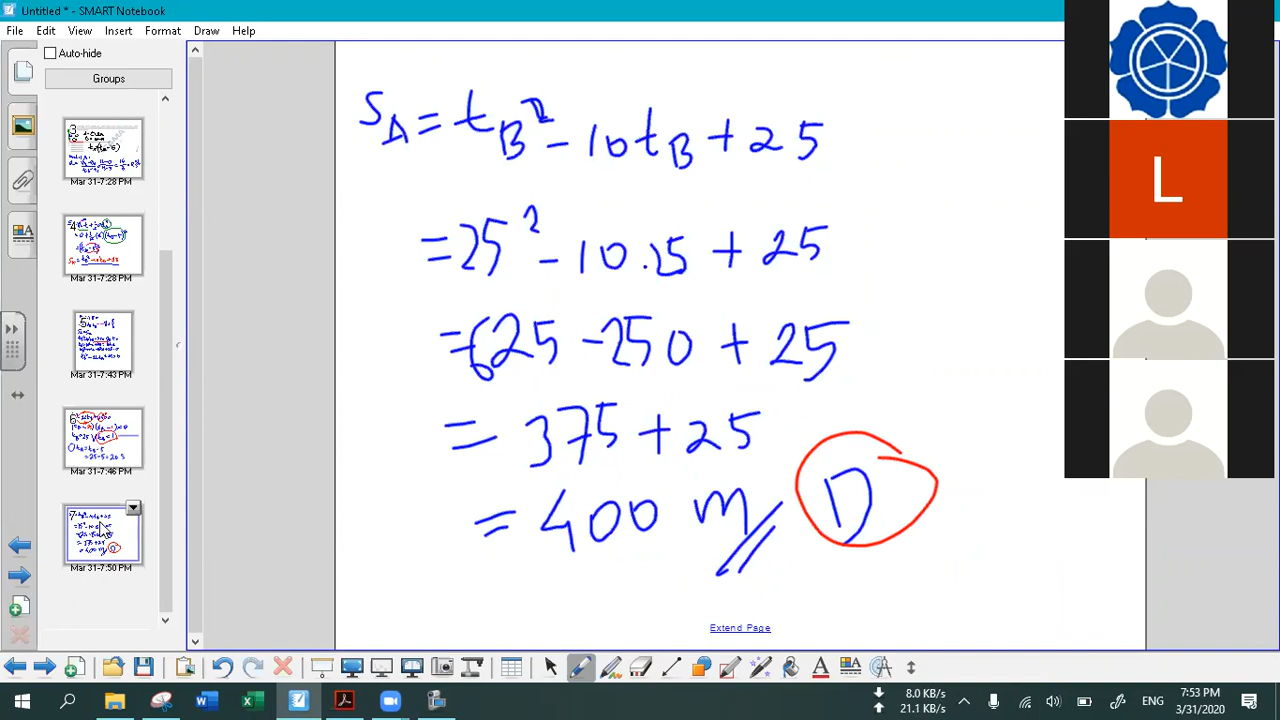 Untitled * - SMART Notebook
File Edit View Insert Format Draw Help
Auto-hide
Groups
Mar 31-7:28 PM
Mar 31-7:28 PM
Mar 31-7:43 PM
Mar 31-7:46 PM
Mar 31-7:50 PM
S_A = t_B² - 10t_B + 25
= 25² - 10.25 + 25
= 625 - 250 + 25
= 375 + 25
= 400 m D
Extend Page
L
8.0 KB/s
21.1 KB/s
ENG
7:53 PM
3/31/2020